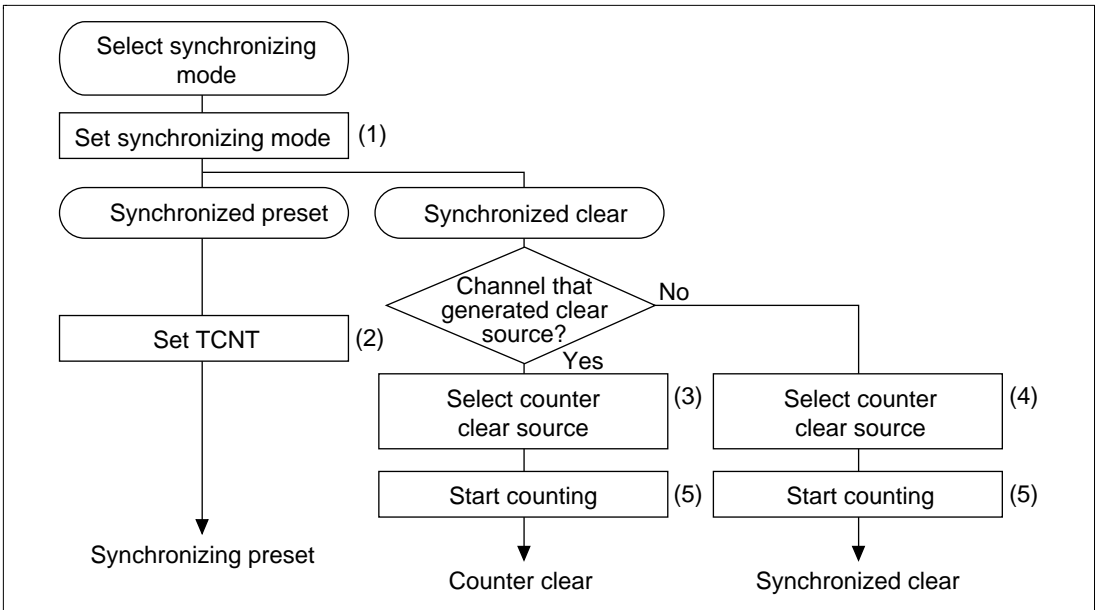 Select synchronizing
mode
Set synchronizing mode
(1)
Synchronized preset
Synchronized clear
Channel that
generated clear
source?
No
Yes
Set TCNT
(2)
Select counter
clear source
(3)
Select counter
clear source
(4)
Start counting
(5)
Start counting
(5)
Synchronizing preset
Counter clear
Synchronized clear